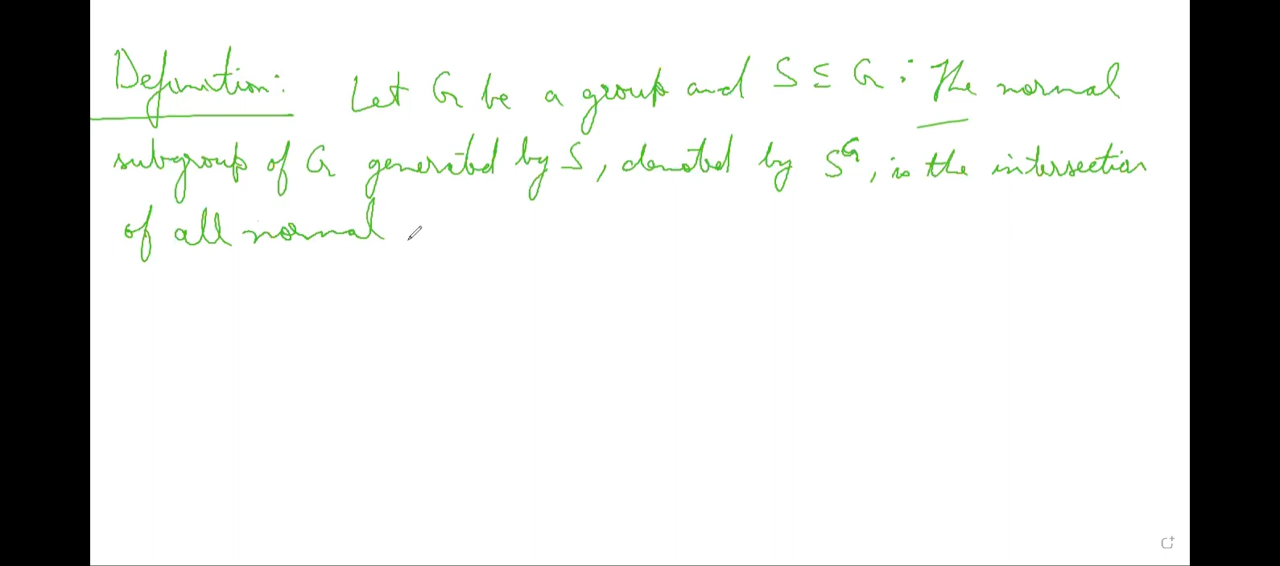 Definition: Let G be a group and S ⊆ G. The normal
subgroup of G generated by S, denoted by Sᴳ, is the intersection
of all normal